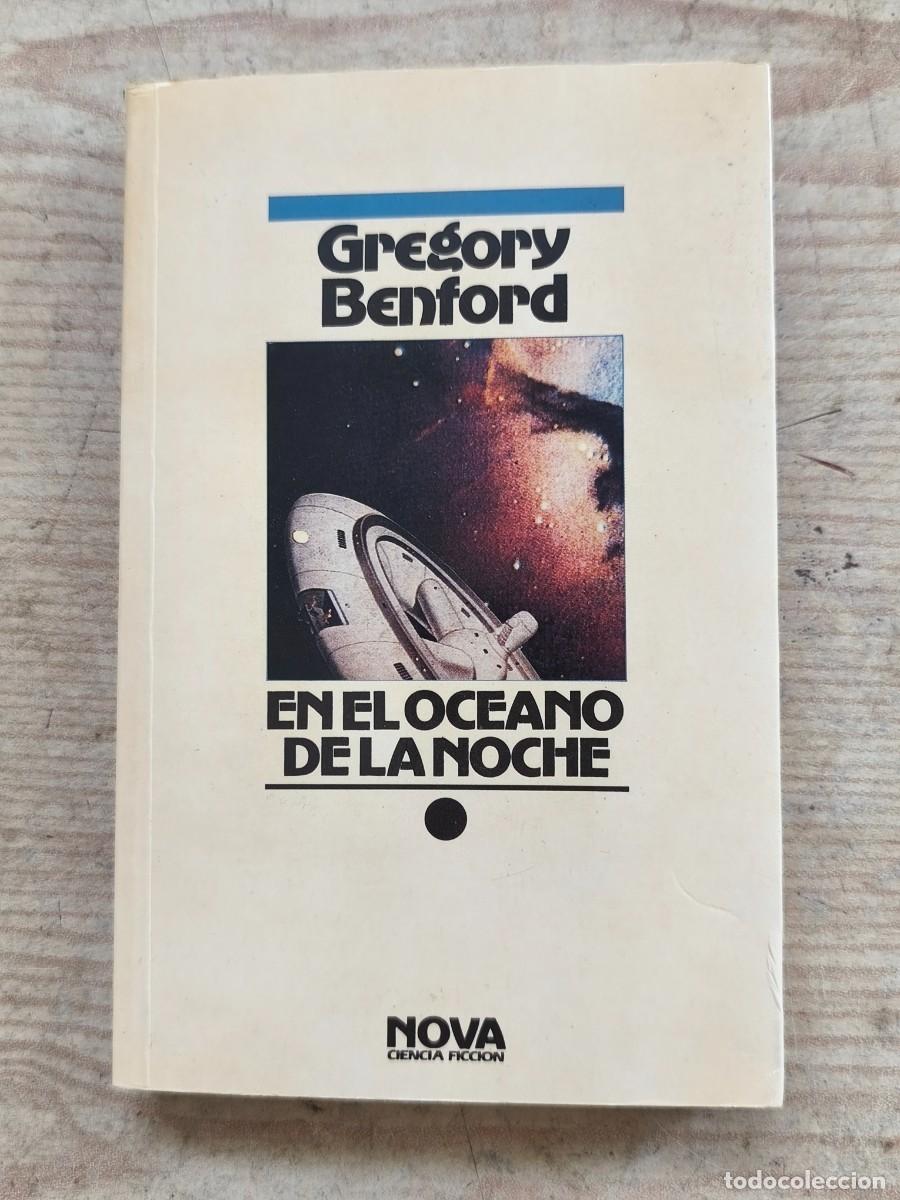 Gregory
Benford
EN EL OCEANO
DE LA NOCHE
NOVA
CIENCIA FICCION
todocoleccion